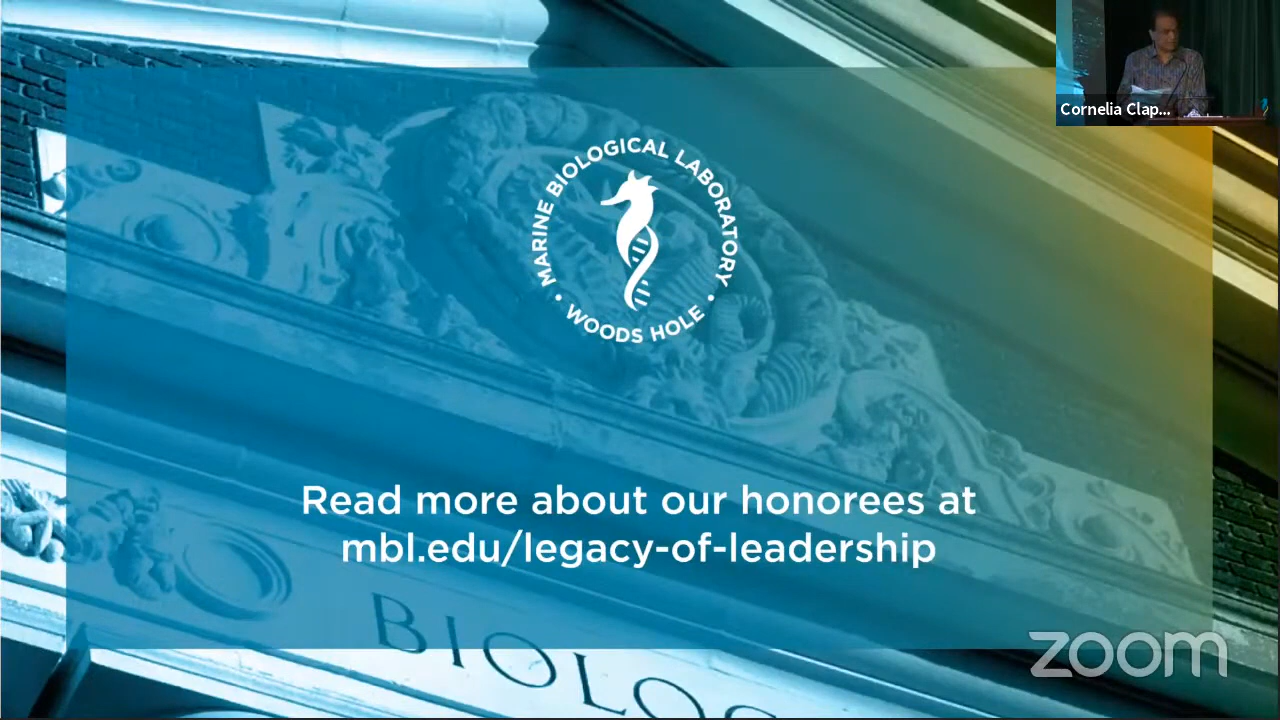 Cornelia Clap...
MARINE BIOLOGICAL LABORATORY
• WOODS HOLE •
Read more about our honorees at
mbl.edu/legacy-of-leadership
BIOLOG
zoom